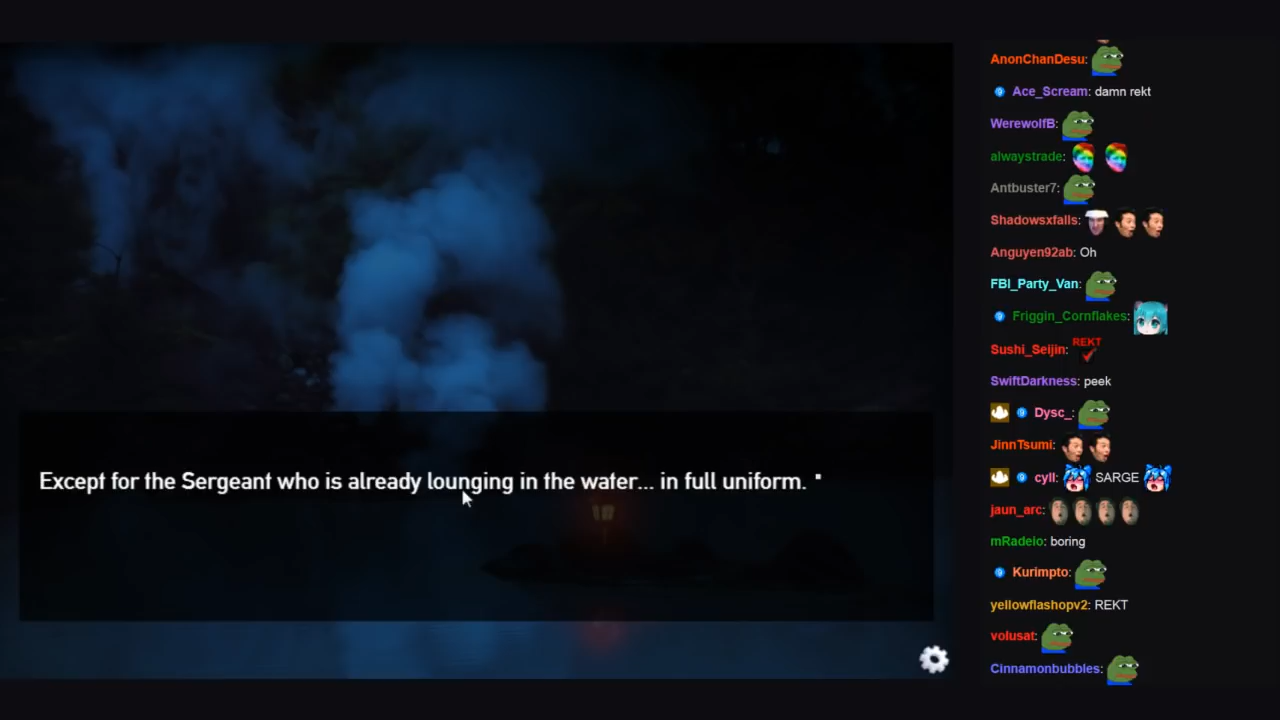 Except for the Sergeant who is already lounging in the water... in full uniform. "
AnonChanDesu:
Ace_Scream: damn rekt
WerewolfB:
alwaystrade:
Antbuster7:
Shadowsxfalls:
Anguyen92ab: Oh
FBI_Party_Van:
Friggin_Cornflakes:
Sushi_Seijin: REKT
SwiftDarkness: peek
Dysc_:
JinnTsumi:
cyll: SARGE
jaun_arc:
mRadeio: boring
Kurimpto:
yellowflashopv2: REKT
volusat:
Cinnamonbubbles: